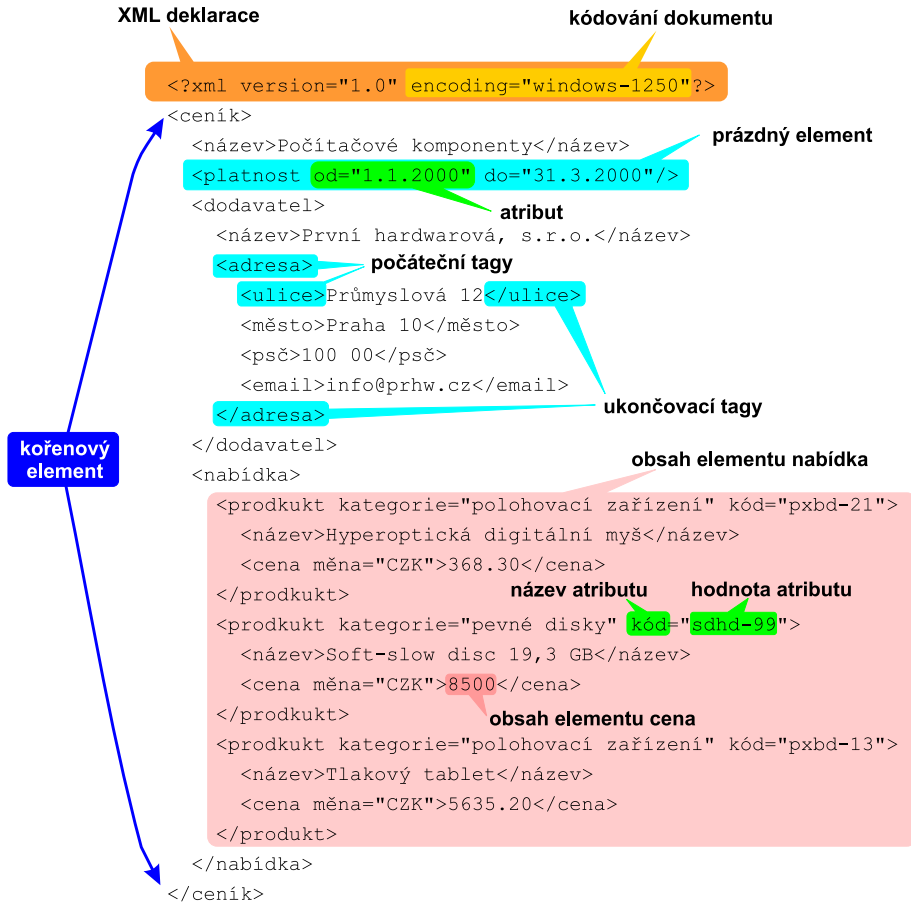 XML deklarace
kódování dokumentu
<?xml version="1.0" encoding="windows-1250"?>
<ceník>
<název>Počítačové komponenty</název>
prázdný element
<platnost od="1.1.2000" do="31.3.2000"/>
<dodavatel>
atribut
<název>První hardwarová, s.r.o.</název>
<adresa>
počáteční tagy
<ulice>Průmyslová 12</ulice>
<město>Praha 10</město>
<psč>100 00</psč>
<email>info@prhw.cz</email>
</adresa>
ukončovací tagy
</dodavatel>
kořenový
element
<nabídka>
obsah elementu nabídka
<prodkukt kategorie="polohovací zařízení" kód="pxbd-21">
<název>Hyperoptická digitální myš</název>
<cena měna="CZK">368.30</cena>
</prodkukt>
název atributu
hodnota atributu
<prodkukt kategorie="pevné disky" kód="sdhd-99">
<název>Soft-slow disc 19,3 GB</název>
<cena měna="CZK">8500</cena>
</prodkukt>
obsah elementu cena
<prodkukt kategorie="polohovací zařízení" kód="pxbd-13">
<název>Tlakový tablet</název>
<cena měna="CZK">5635.20</cena>
</produkt>
</nabídka>
</ceník>